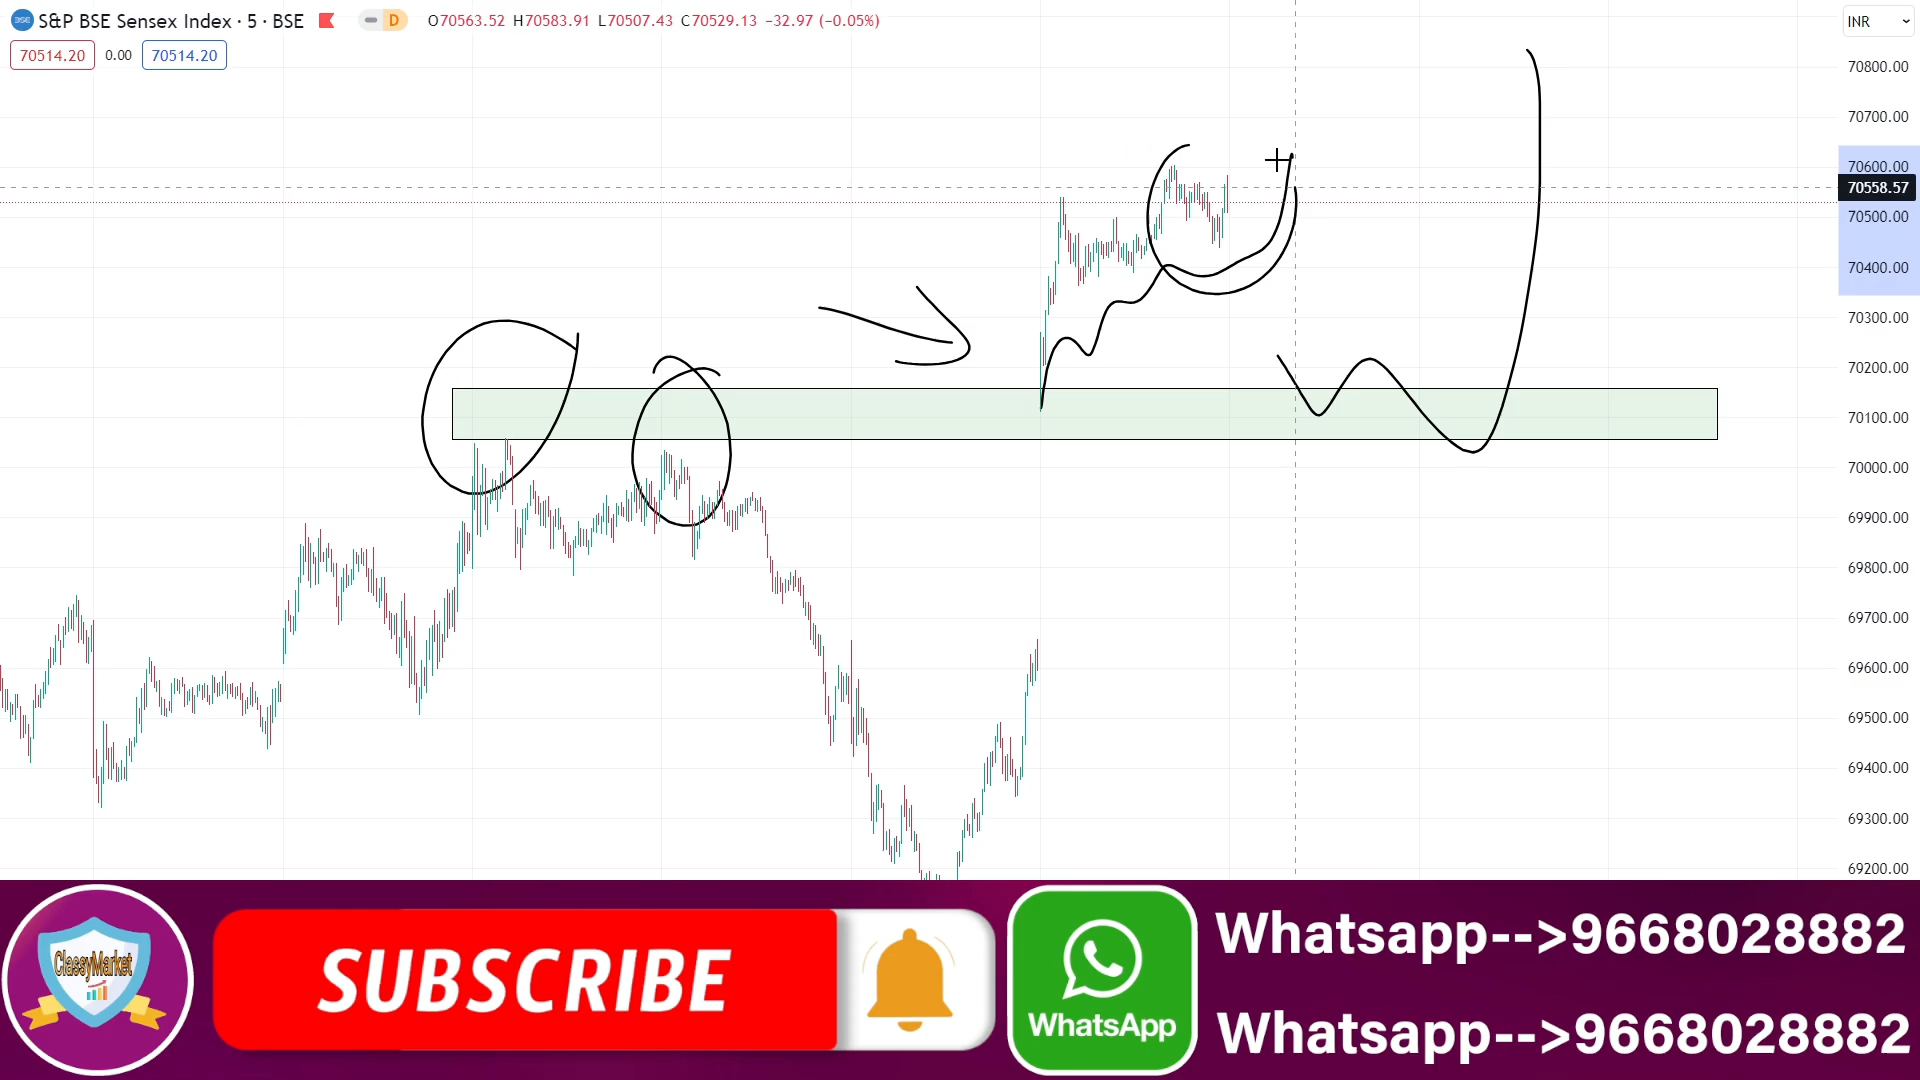 BSE S&P BSE Sensex Index · 5 · BSE D O70563.52 H70583.91 L70507.43 C70529.13 −32.97 (−0.05%) INR
70514.20 0.00 70514.20
70800.00
70700.00
70600.00
70558.57
70500.00
70400.00
70300.00
70200.00
70100.00
70000.00
69900.00
69800.00
69700.00
69600.00
69500.00
69400.00
69300.00
69200.00
ClassyMarket
SUBSCRIBE
WhatsApp
Whatsapp-->9668028882
Whatsapp-->9668028882